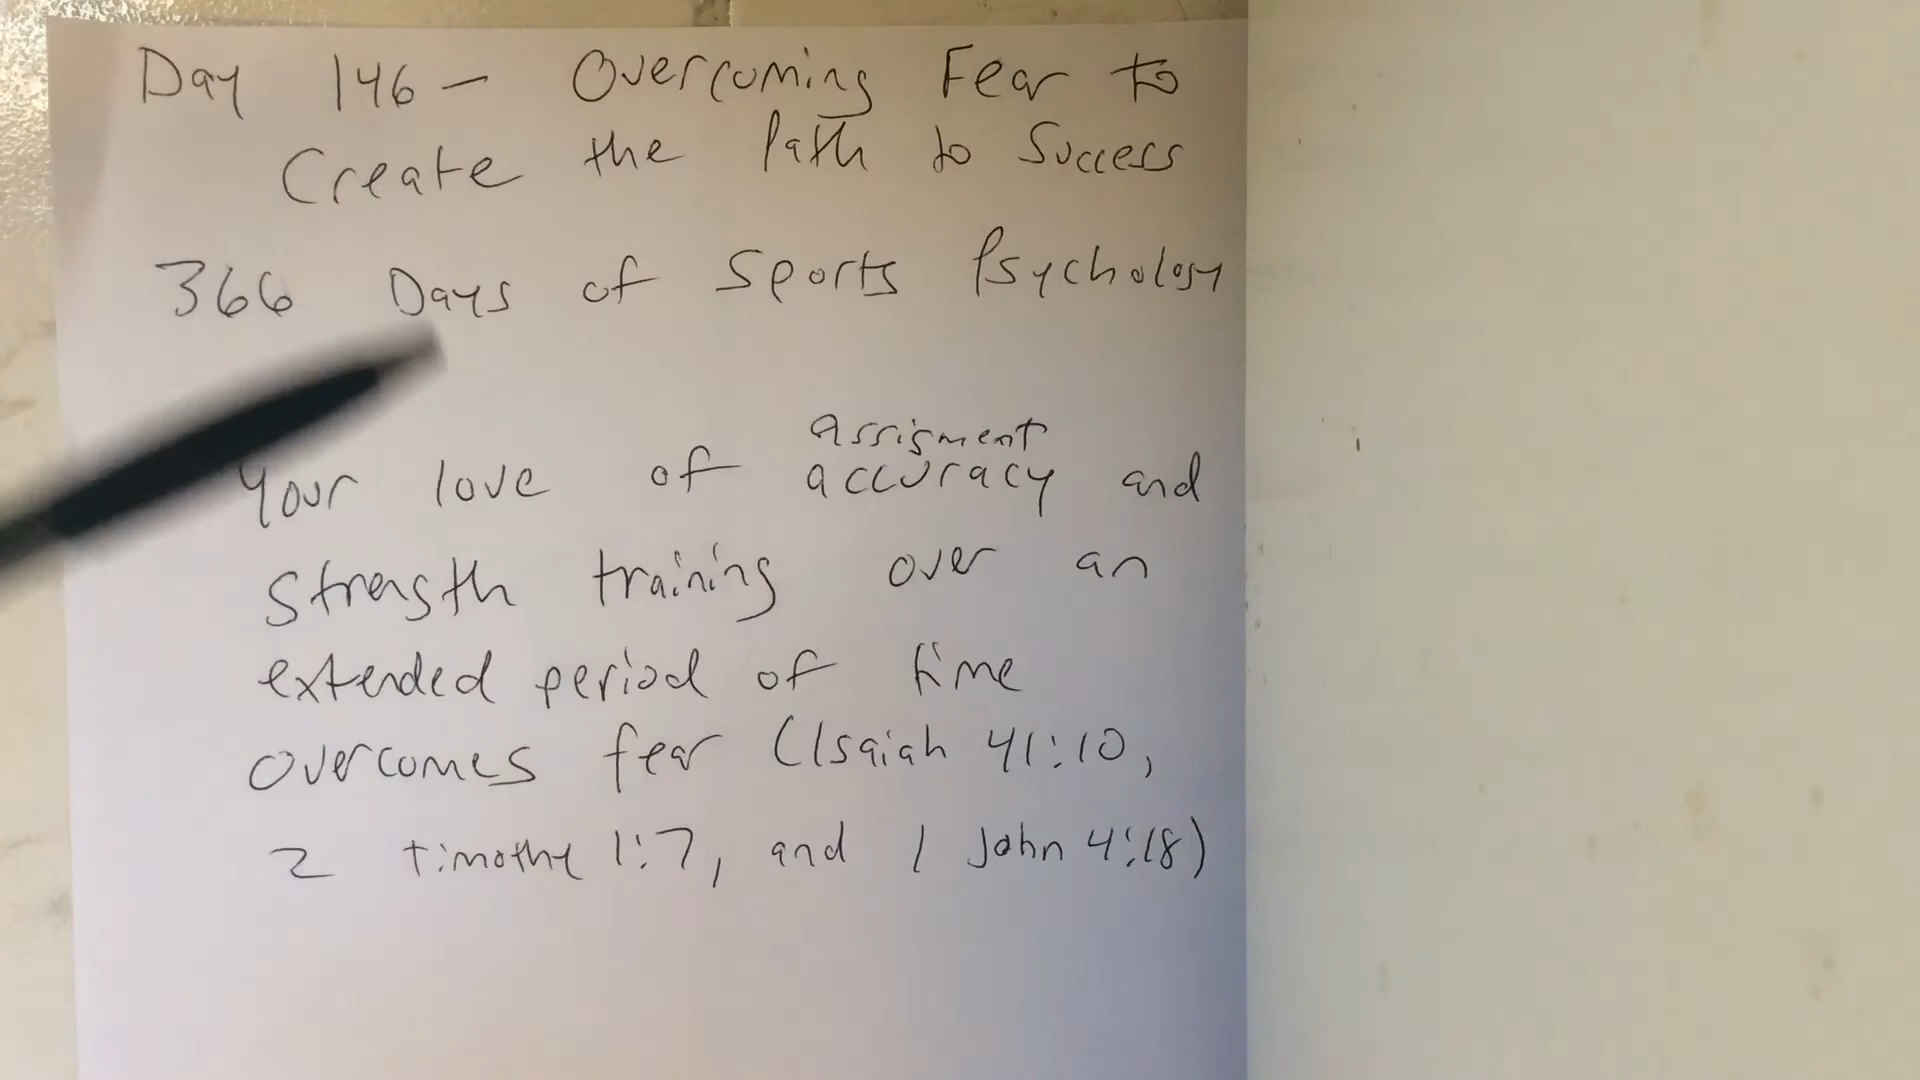 Day 146 - Overcoming Fear to
Create the Path to Success
366 Days of Sports Psychology
assigment
Your love of accuracy and
strength training over an
extended period of time
overcomes fear (Isaiah 41:10,
2 timothy 1:7, and 1 John 4:18)